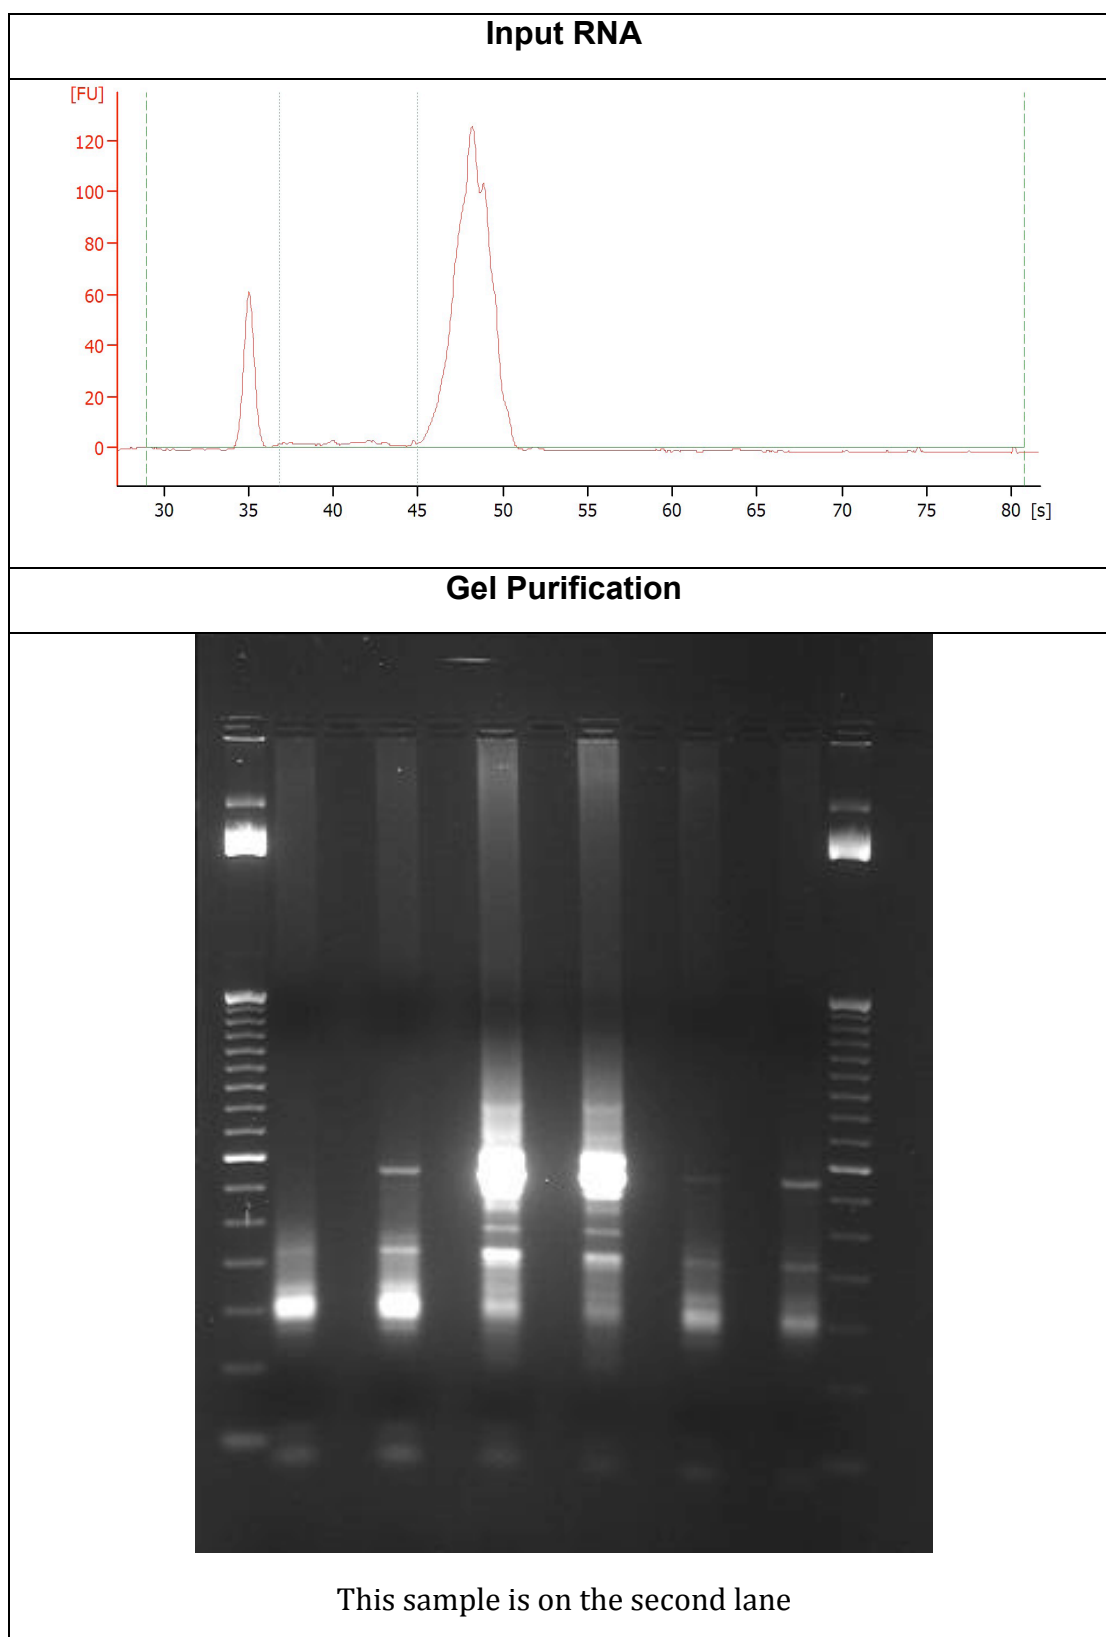 Input RNA
[FU]
120
100
80
60
40
20
0
30 35 40 45 50 55 60 65 70 75 80 [s]
Gel Purification
This sample is on the second lane